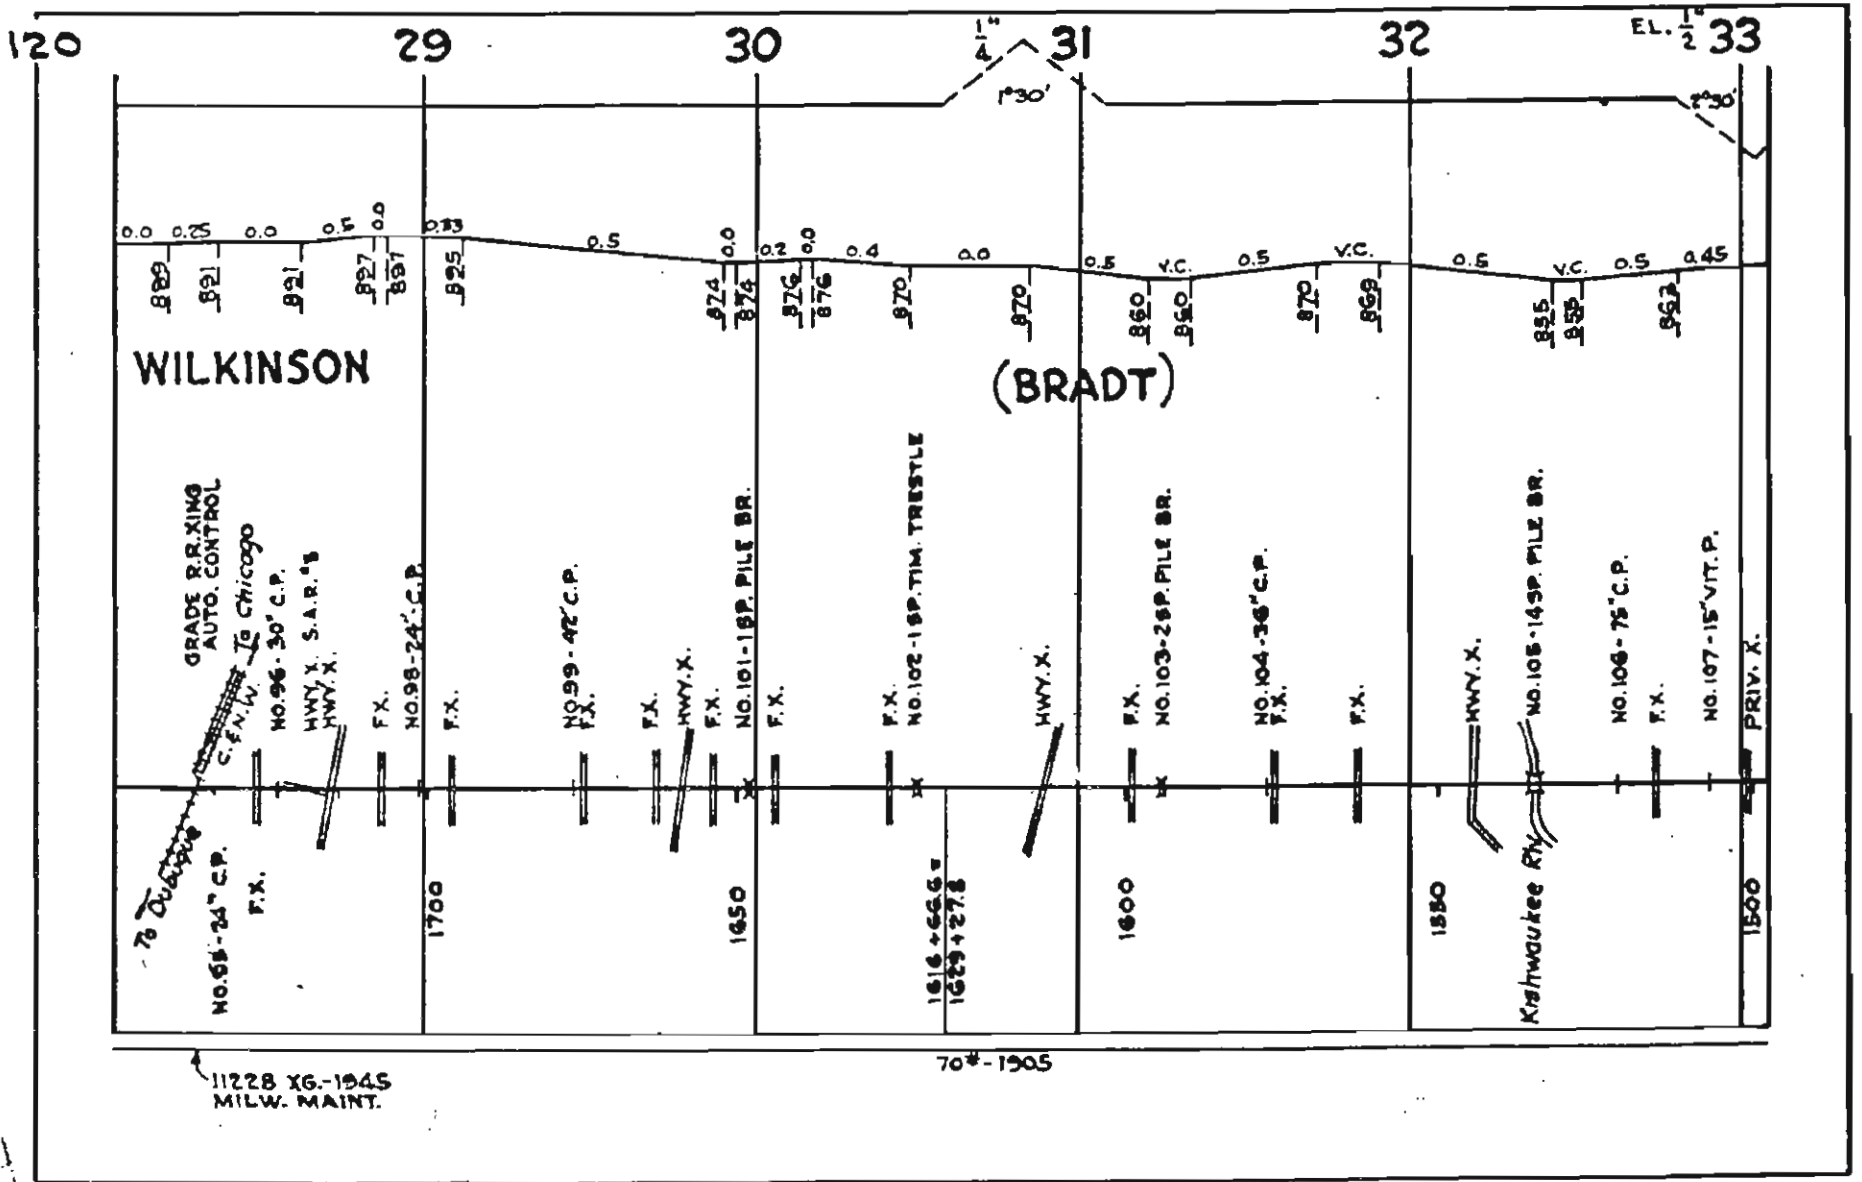 120 29 30 1/4" 31 32 EL. 1/2" 33
1°30' 2°30'
0.0 0.25 0.0 0.5 0.0 0.33 0.5 0.0 0.2 0.0 0.4 0.0 0.5 V.C. 0.5 V.C. 0.5 V.C. 0.5 0.45
889 891 891 897 897 895 874 874 876 876 870 870 860 860 870 869 855 855 863
WILKINSON
(BRADT)
GRADE R.R. XING
AUTO. CONTROL
To Chicago
C. & N.W.
NO. 96 - 30" C.P.
HWY. X. S.A.R. #3
HWY. X.
F.X.
NO. 98 - 24" C.P.
F.X.
NO. 99 - 42" C.P.
F.X.
F.X.
HWY. X.
F.X.
NO. 101 - 1 SP. PILE BR.
F.X.
F.X.
NO. 102 - 1 SP. TIM. TRESTLE
HWY. X.
F.X.
NO. 103 - 2 SP. PILE BR.
NO. 104 - 36" C.P.
F.X.
F.X.
HWY. X.
NO. 105 - 14 SP. PILE BR.
NO. 106 - 75" C.P.
F.X.
NO. 107 - 15" VIT. P.
PRIV. X.
To Dubuque
24" C.P.
F.X.
1700
1650
1616 + 66.6 =
1629 + 27.8
1600
1550
Kishwaukee Riv.
1500
70# - 1905
11228 XG. - 1945
MILW. MAINT.